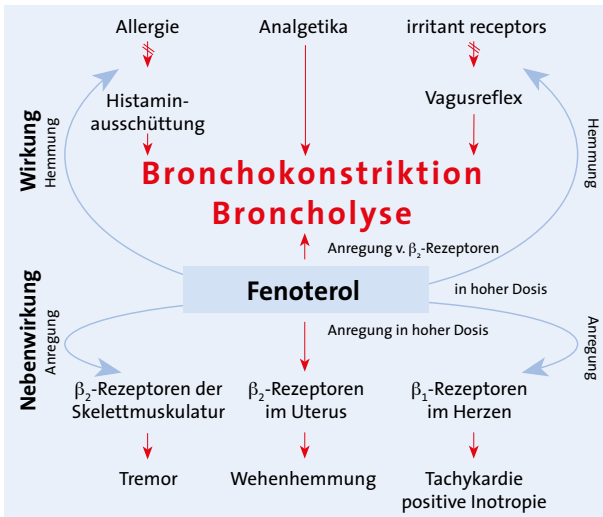 Allergie
Analgetika
irritant receptors
Histamin-
ausschüttung
Vagusreflex
Wirkung
Hemmung
Hemmung
Bronchokonstriktion
Broncholyse
Anregung v. β₂-Rezeptoren
Fenoterol
in hoher Dosis
Anregung in hoher Dosis
Nebenwirkung
Anregung
Anregung
β₂-Rezeptoren der
Skelettmuskulatur
β₂-Rezeptoren
im Uterus
β₁-Rezeptoren
im Herzen
Tremor
Wehenhemmung
Tachykardie
positive Inotropie